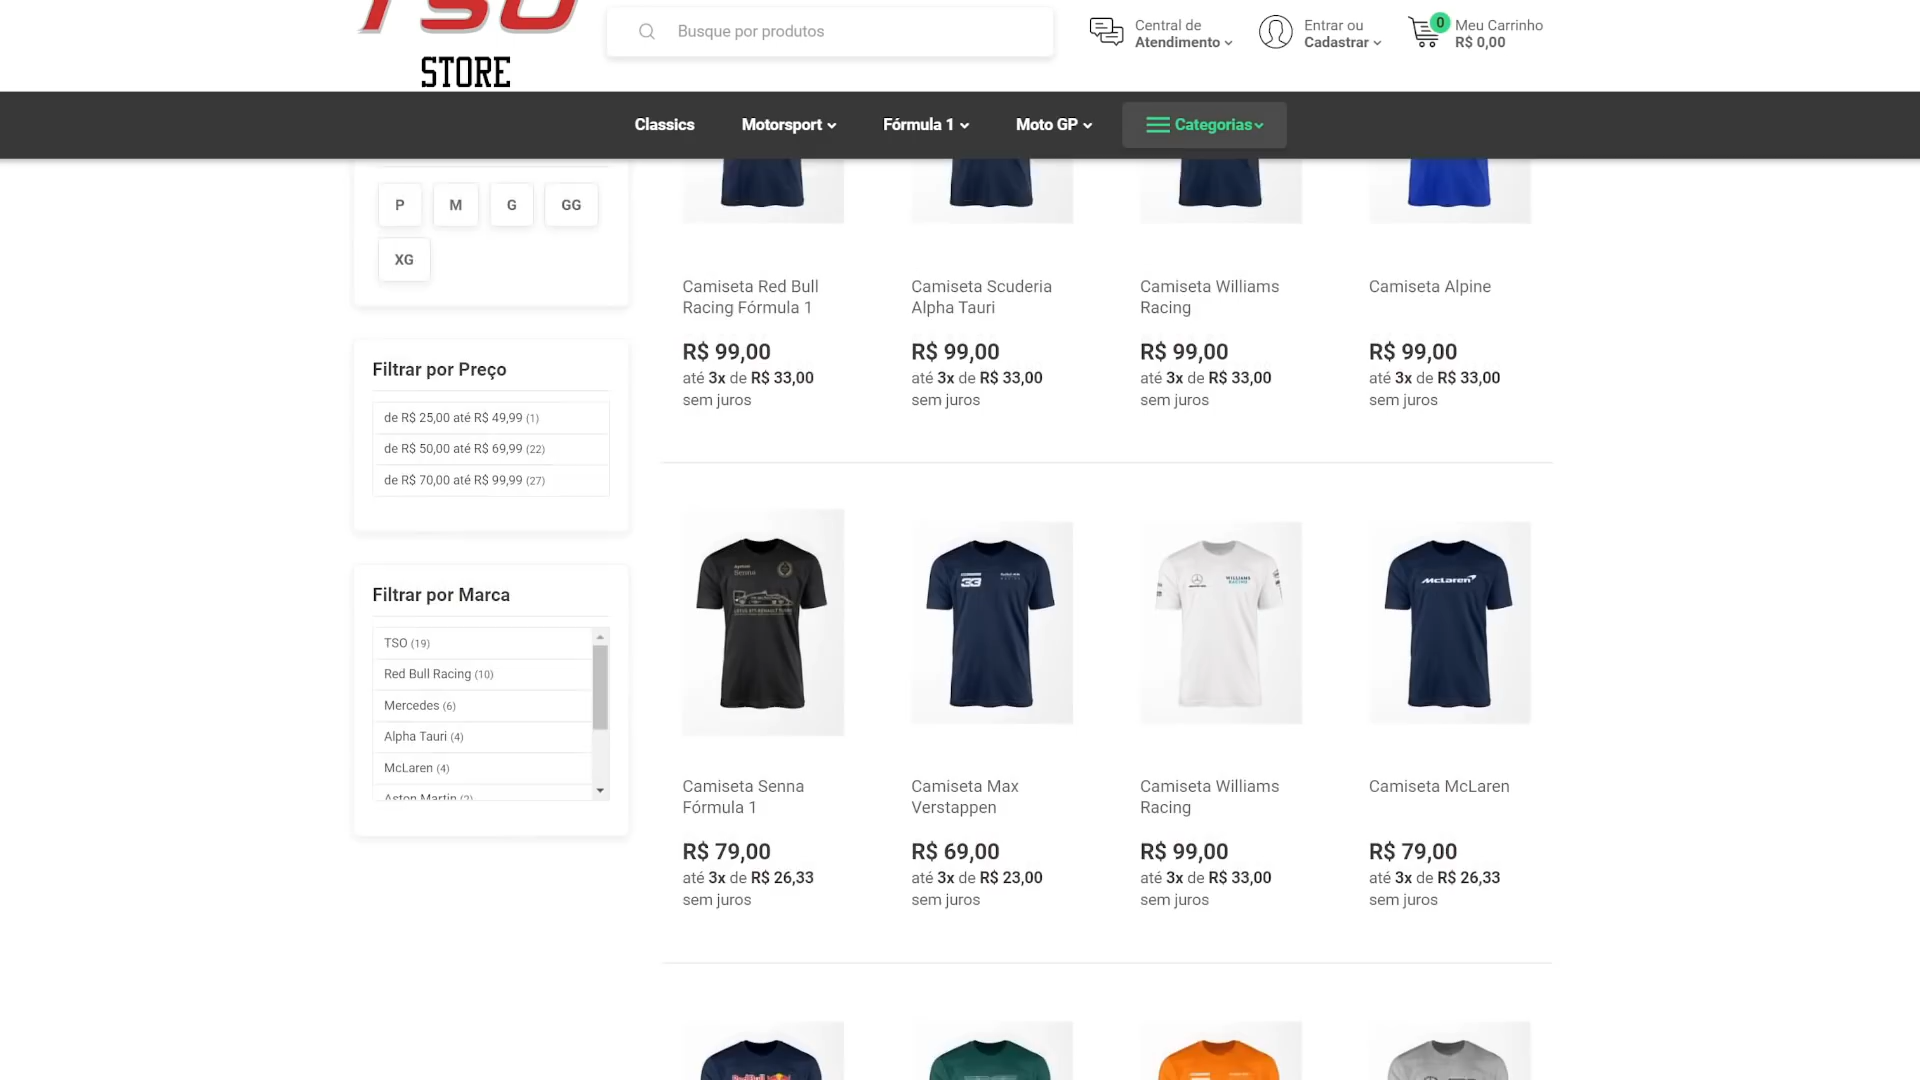 TSO
STORE
Busque por produtos
Central de
Atendimento
Entrar ou
Cadastrar
0
Meu Carrinho
R$ 0,00
Classics
Motorsport
Fórmula 1
Moto GP
Categorias
P
M
G
GG
XG
Filtrar por Preço
de R$ 25,00 até R$ 49,99 (1)
de R$ 50,00 até R$ 69,99 (22)
de R$ 70,00 até R$ 99,99 (27)
Filtrar por Marca
TSO (19)
Red Bull Racing (10)
Mercedes (6)
Alpha Tauri (4)
McLaren (4)
Aston Martin (2)
Camiseta Red Bull
Racing Fórmula 1
R$ 99,00
até 3x de R$ 33,00
sem juros
Camiseta Scuderia
Alpha Tauri
R$ 99,00
até 3x de R$ 33,00
sem juros
Camiseta Williams
Racing
R$ 99,00
até 3x de R$ 33,00
sem juros
Camiseta Alpine
R$ 99,00
até 3x de R$ 33,00
sem juros
Senna
33
WILLIAMS
RACING
McLaren
Camiseta Senna
Fórmula 1
R$ 79,00
até 3x de R$ 26,33
sem juros
Camiseta Max
Verstappen
R$ 69,00
até 3x de R$ 23,00
sem juros
Camiseta Williams
Racing
R$ 99,00
até 3x de R$ 33,00
sem juros
Camiseta McLaren
R$ 79,00
até 3x de R$ 26,33
sem juros
RedBull